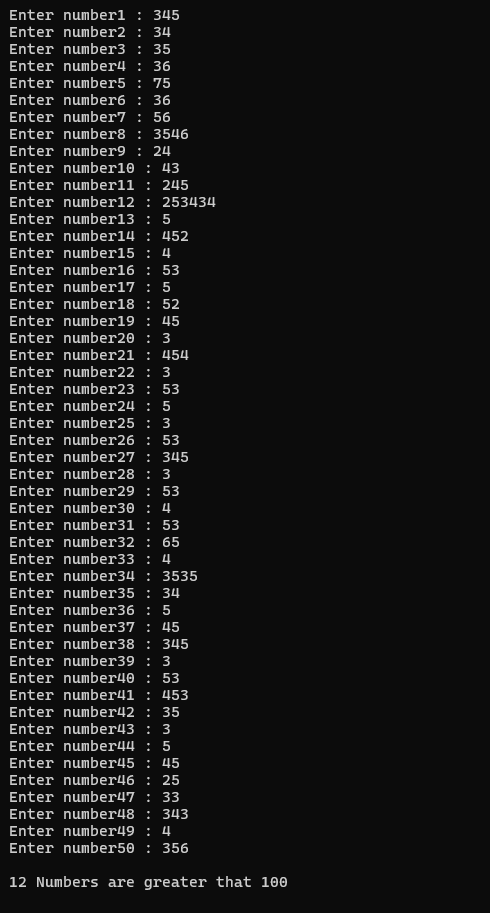 Enter number1 : 345
Enter number2 : 34
Enter number3 : 35
Enter number4 : 36
Enter number5 : 75
Enter number6 : 36
Enter number7 : 56
Enter number8 : 3546
Enter number9 : 24
Enter number10 : 43
Enter number11 : 245
Enter number12 : 253434
Enter number13 : 5
Enter number14 : 452
Enter number15 : 4
Enter number16 : 53
Enter number17 : 5
Enter number18 : 52
Enter number19 : 45
Enter number20 : 3
Enter number21 : 454
Enter number22 : 3
Enter number23 : 53
Enter number24 : 5
Enter number25 : 3
Enter number26 : 53
Enter number27 : 345
Enter number28 : 3
Enter number29 : 53
Enter number30 : 4
Enter number31 : 53
Enter number32 : 65
Enter number33 : 4
Enter number34 : 3535
Enter number35 : 34
Enter number36 : 5
Enter number37 : 45
Enter number38 : 345
Enter number39 : 3
Enter number40 : 53
Enter number41 : 453
Enter number42 : 35
Enter number43 : 3
Enter number44 : 5
Enter number45 : 45
Enter number46 : 25
Enter number47 : 33
Enter number48 : 343
Enter number49 : 4
Enter number50 : 356
12 Numbers are greater that 100